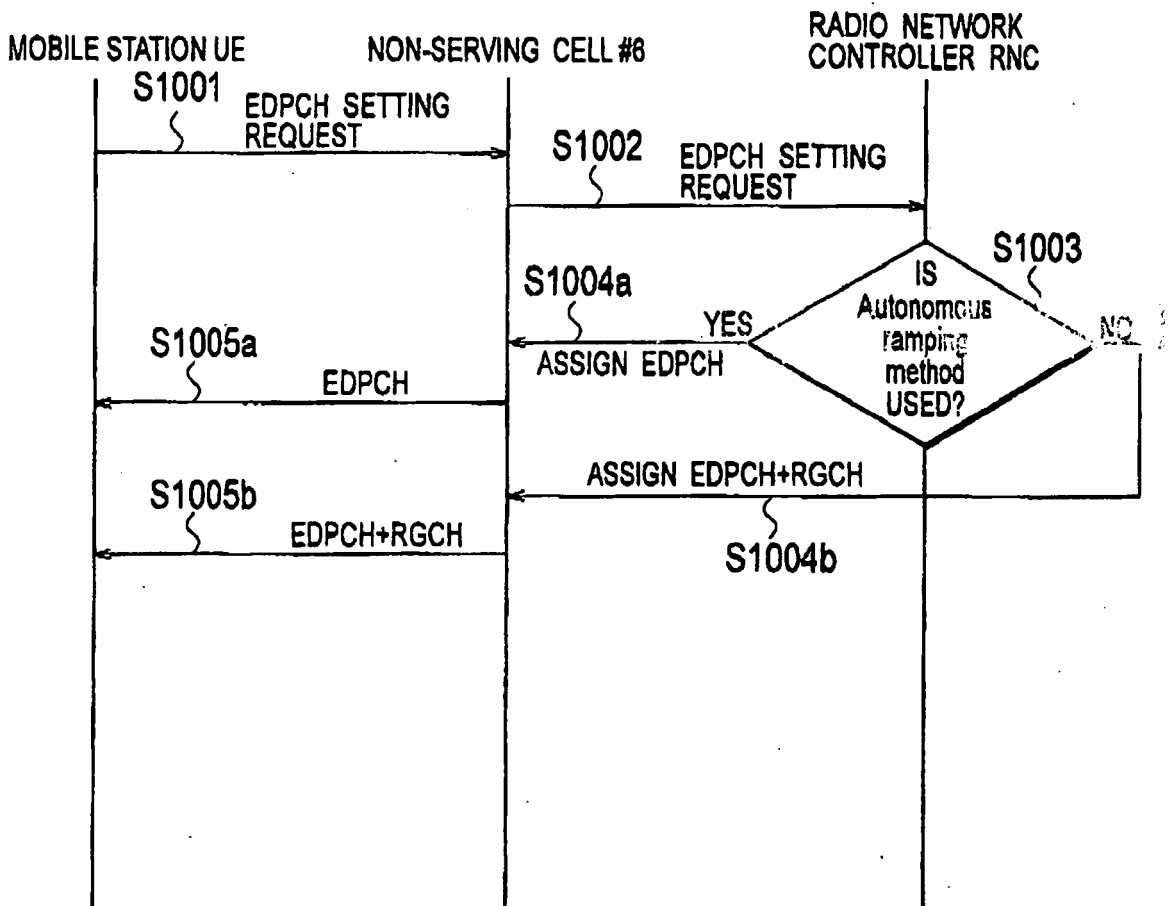 MOBILE STATION UE
NON-SERVING CELL #6
RADIO NETWORK
CONTROLLER RNC
S1001
EDPCH SETTING
REQUEST
S1002
EDPCH SETTING
REQUEST
S1003
IS
Autonomous
ramping
method
USED?
YES
NO
S1004a
ASSIGN EDPCH
S1005a
EDPCH
ASSIGN EDPCH+RGCH
S1004b
S1005b
EDPCH+RGCH